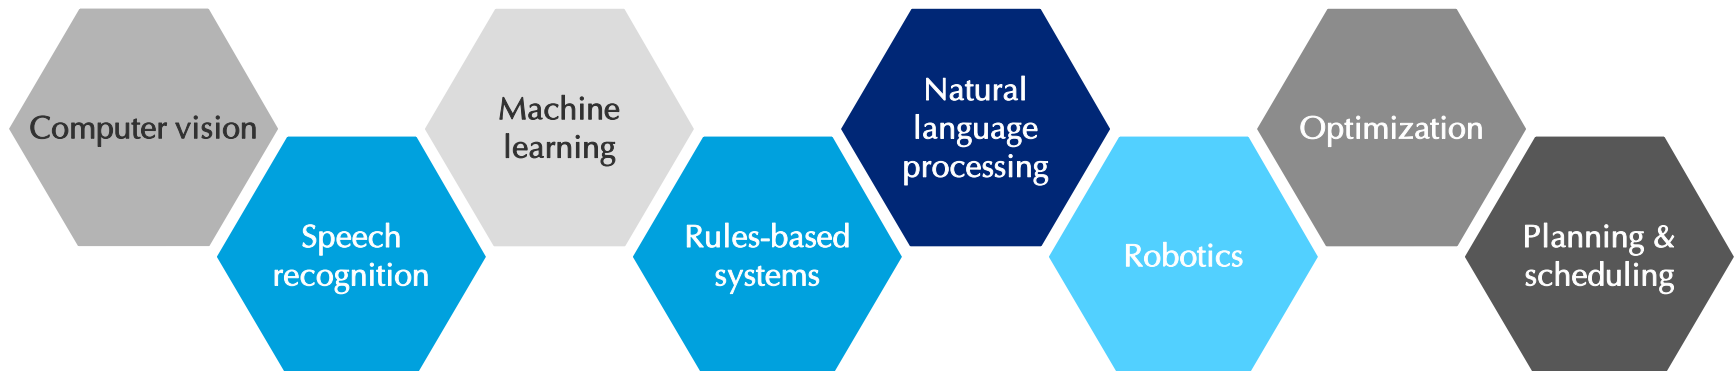 Computer vision
Speech
recognition
Machine
learning
Rules-based
systems
Natural
language
processing
Robotics
Optimization
Planning &
scheduling